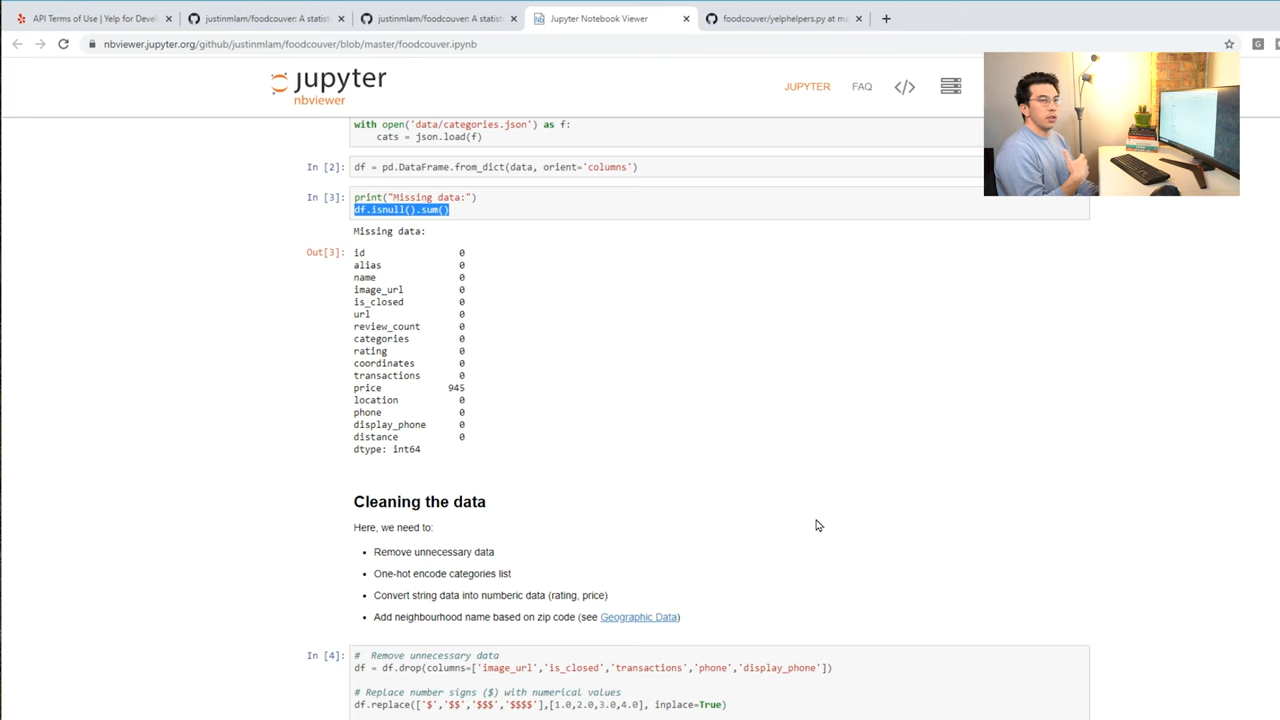 API Terms of Use | Yelp for Devel
justinmlam/foodcouver: A statist
justinmlam/foodcouver: A statist
Jupyter Notebook Viewer
foodcouver/yelphelpers.py at ma
nbviewer.jupyter.org/github/justinmlam/foodcouver/blob/master/foodcouver.ipynb
jupyter
nbviewer
JUPYTER
FAQ
</>
with open('data/categories.json') as f:
cats = json.load(f)
In [2]: df = pd.DataFrame.from_dict(data, orient='columns')
In [3]: print("Missing data:")
df.isnull().sum()
Missing data:
Out[3]: id 0
alias 0
name 0
image_url 0
is_closed 0
url 0
review_count 0
categories 0
rating 0
coordinates 0
transactions 0
price 945
location 0
phone 0
display_phone 0
distance 0
dtype: int64
Cleaning the data
Here, we need to:
• Remove unnecessary data
• One-hot encode categories list
• Convert string data into numberic data (rating, price)
• Add neighbourhood name based on zip code (see Geographic Data)
In [4]: # Remove unnecessary data
df = df.drop(columns=['image_url','is_closed','transactions','phone','display_phone'])
# Replace number signs ($) with numerical values
df.replace(['$','$$','$$$','$$$$'],[1.0,2.0,3.0,4.0], inplace=True)